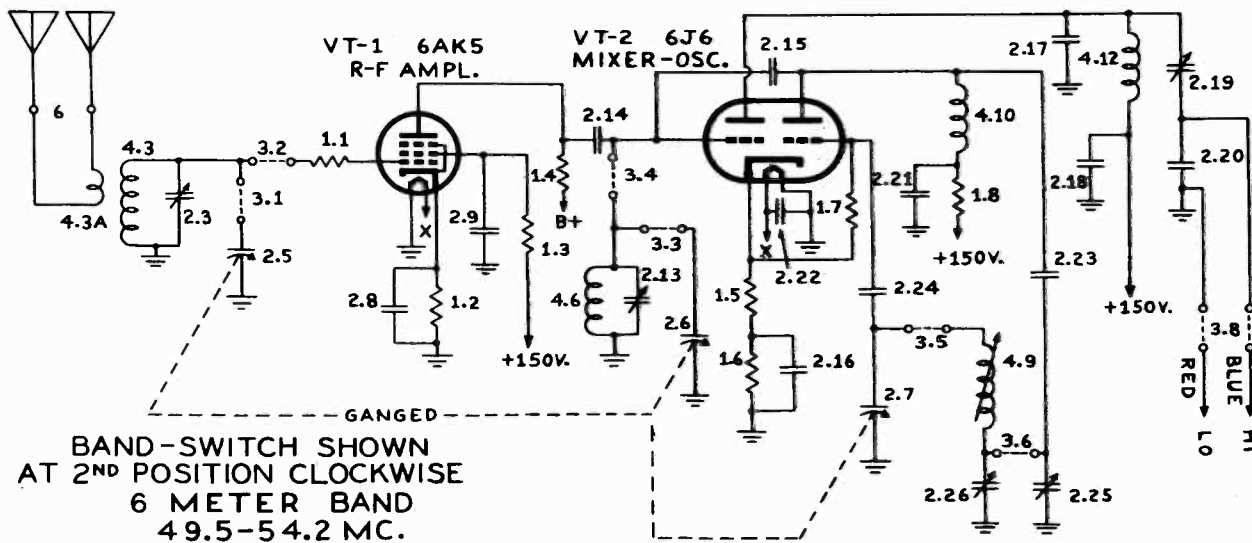 VT-1 6AK5
R-F AMPL.
VT-2 6J6
MIXER-OSC.
2.15
2.17
4.12
2.19
6
4.3
3.2
1.1
2.14
4.10
4.3A
2.3
3.1
1.4
3.4
2.20
2.21
1.8
2.18
B+
X
2.9
1.3
3.3
1.7
X
2.5
2.13
2.22
+150V.
2.23
2.8
1.2
4.6
2.6
1.5
2.24
+150V.
+150V.
1.6
2.16
3.5
4.9
3.8
2.7
RED
BLUE
LO
HI
GANGED
3.6
2.26
2.25
BAND-SWITCH SHOWN
AT 2ND POSITION CLOCKWISE
6 METER BAND
49.5-54.2 MC.